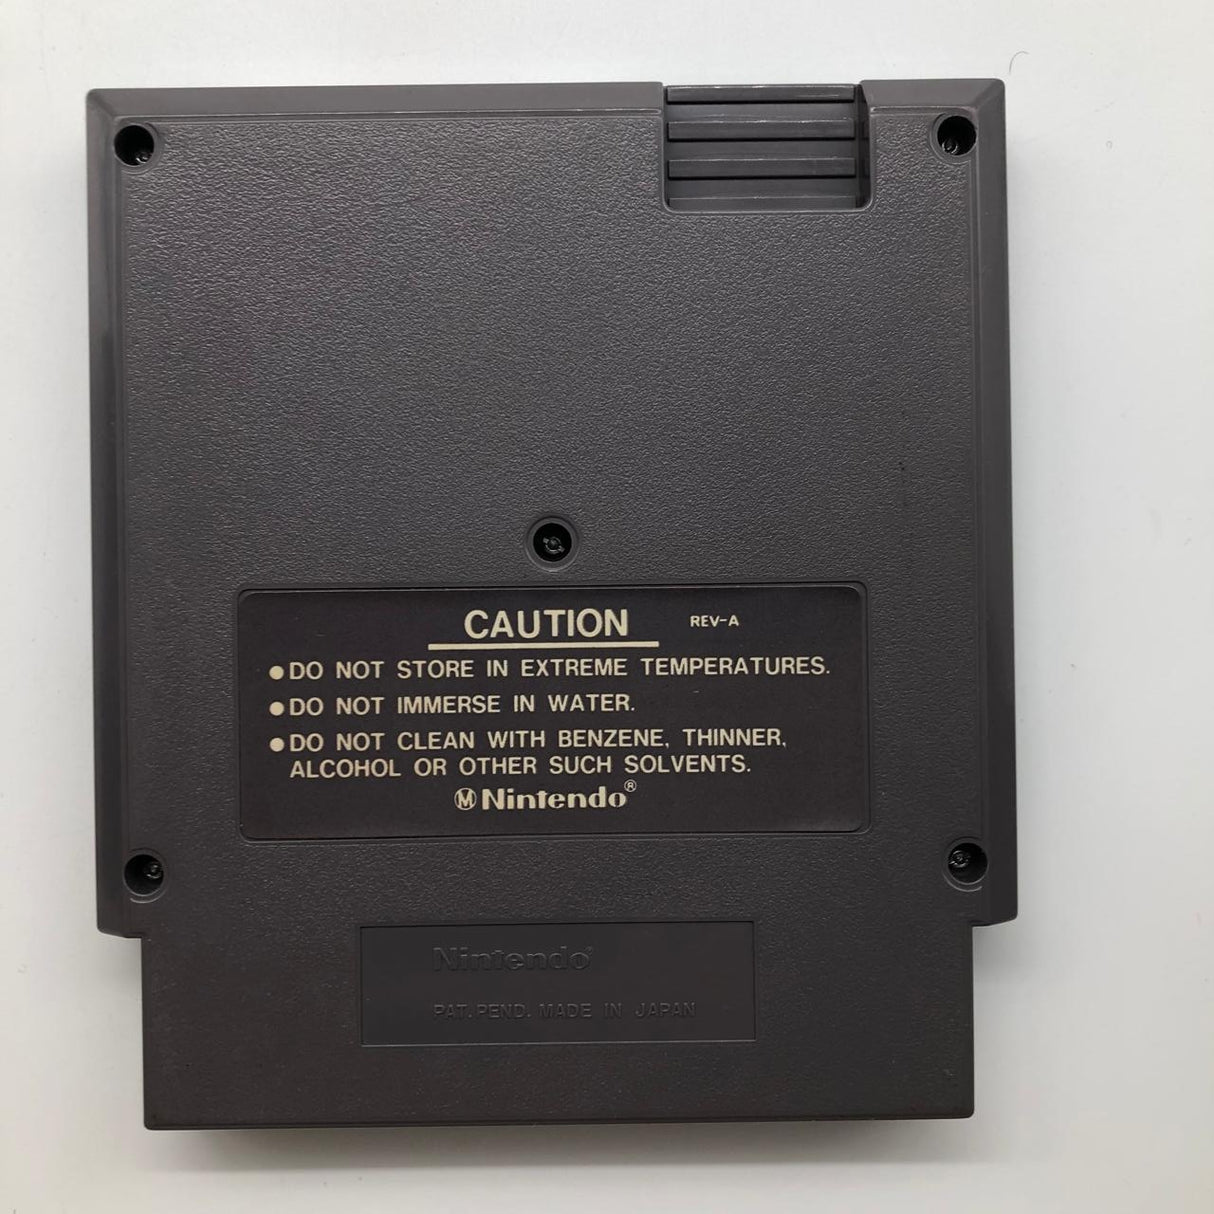 CAUTION REV-A
●DO NOT STORE IN EXTREME TEMPERATURES.
●DO NOT IMMERSE IN WATER.
●DO NOT CLEAN WITH BENZENE, THINNER,
ALCOHOL OR OTHER SUCH SOLVENTS.
Ⓜ Nintendo®
Nintendo®
PAT. PEND. MADE IN JAPAN